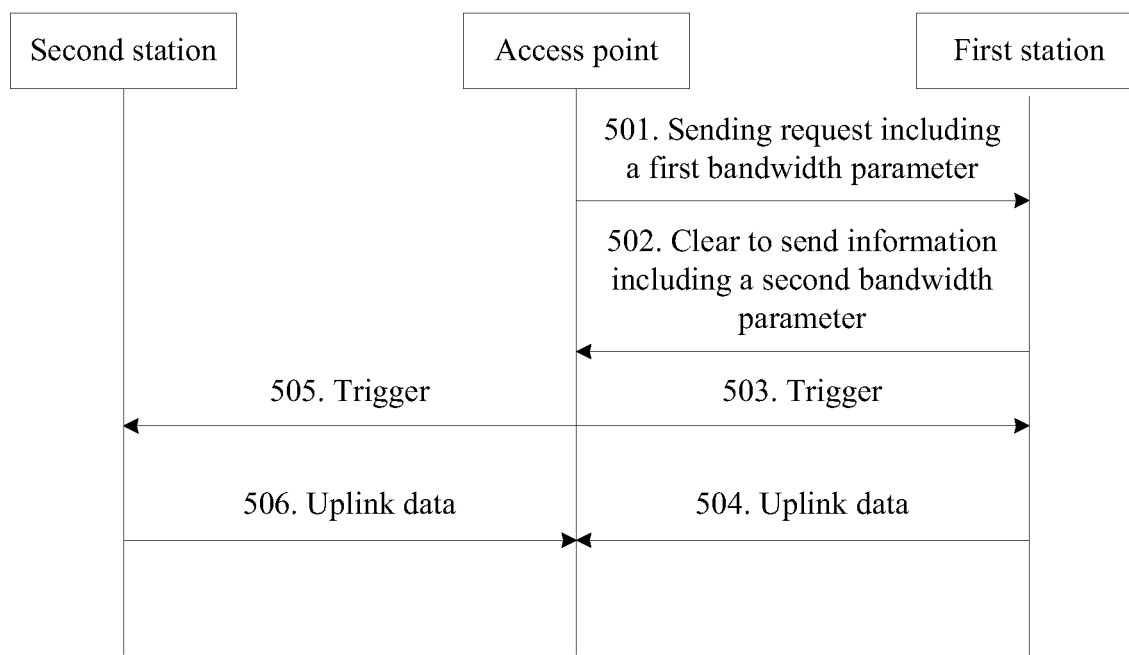 Second station
Access point
First station
501. Sending request including
a first bandwidth parameter
502. Clear to send information
including a second bandwidth
parameter
505. Trigger
503. Trigger
506. Uplink data
504. Uplink data